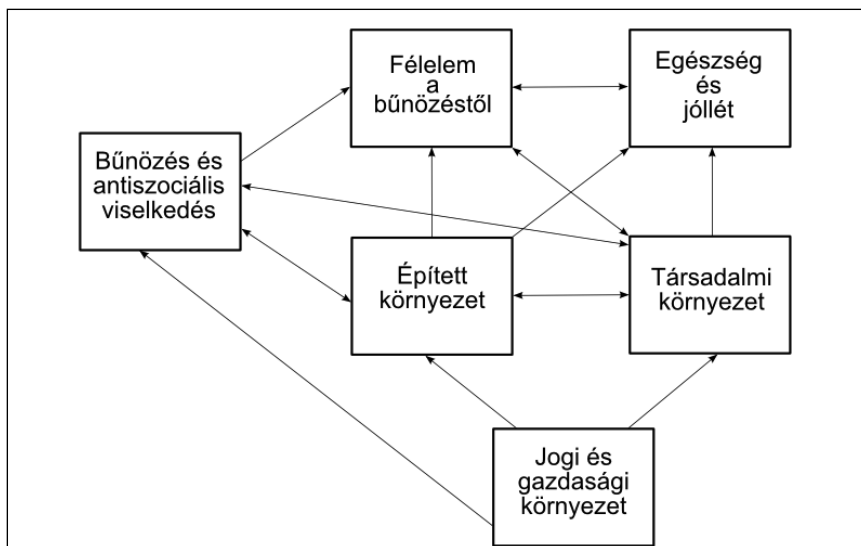 Félelem
a
bűnözéstől
Egészség
és
jóllét
Bűnözés és
antiszociális
viselkedés
Épített
környezet
Társadalmi
környezet
Jogi és
gazdasági
környezet